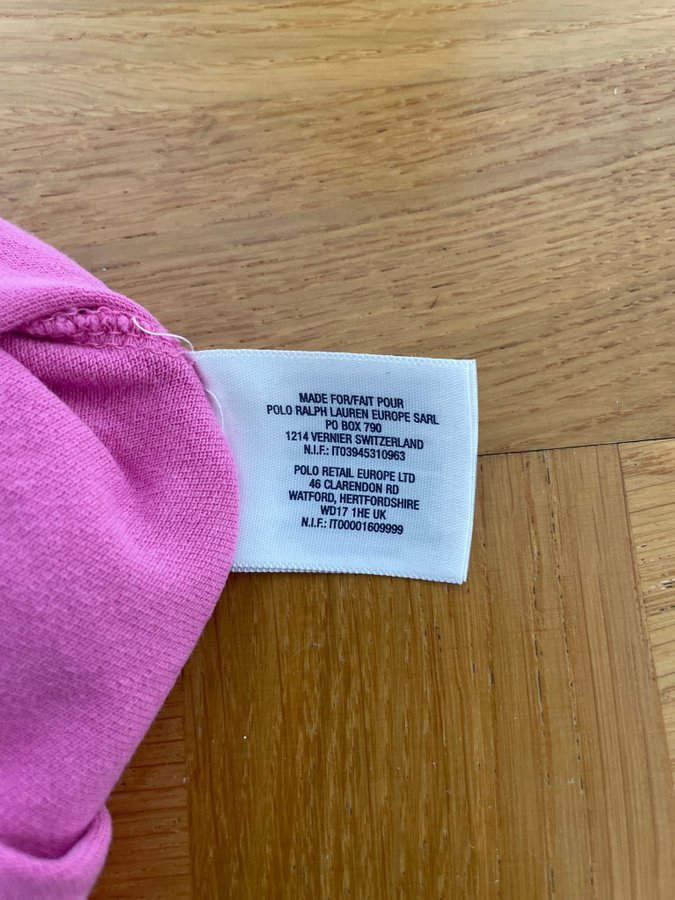 MADE FOR/FAIT POUR
POLO RALPH LAUREN EUROPE SARL
PO BOX 790
1214 VERNIER SWITZERLAND
N.I.F.: IT03945310963
POLO RETAIL EUROPE LTD
46 CLARENDON RD
WATFORD, HERTFORDSHIRE
WD17 1HE UK
N.I.F.: IT00001609999